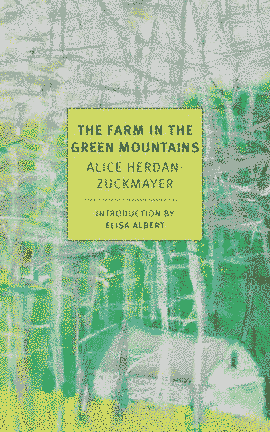 THE FARM IN THE
GREEN MOUNTAINS
ALICE HERDAN-
ZUCKMAYER
INTRODUCTION BY
ELISA ALBERT